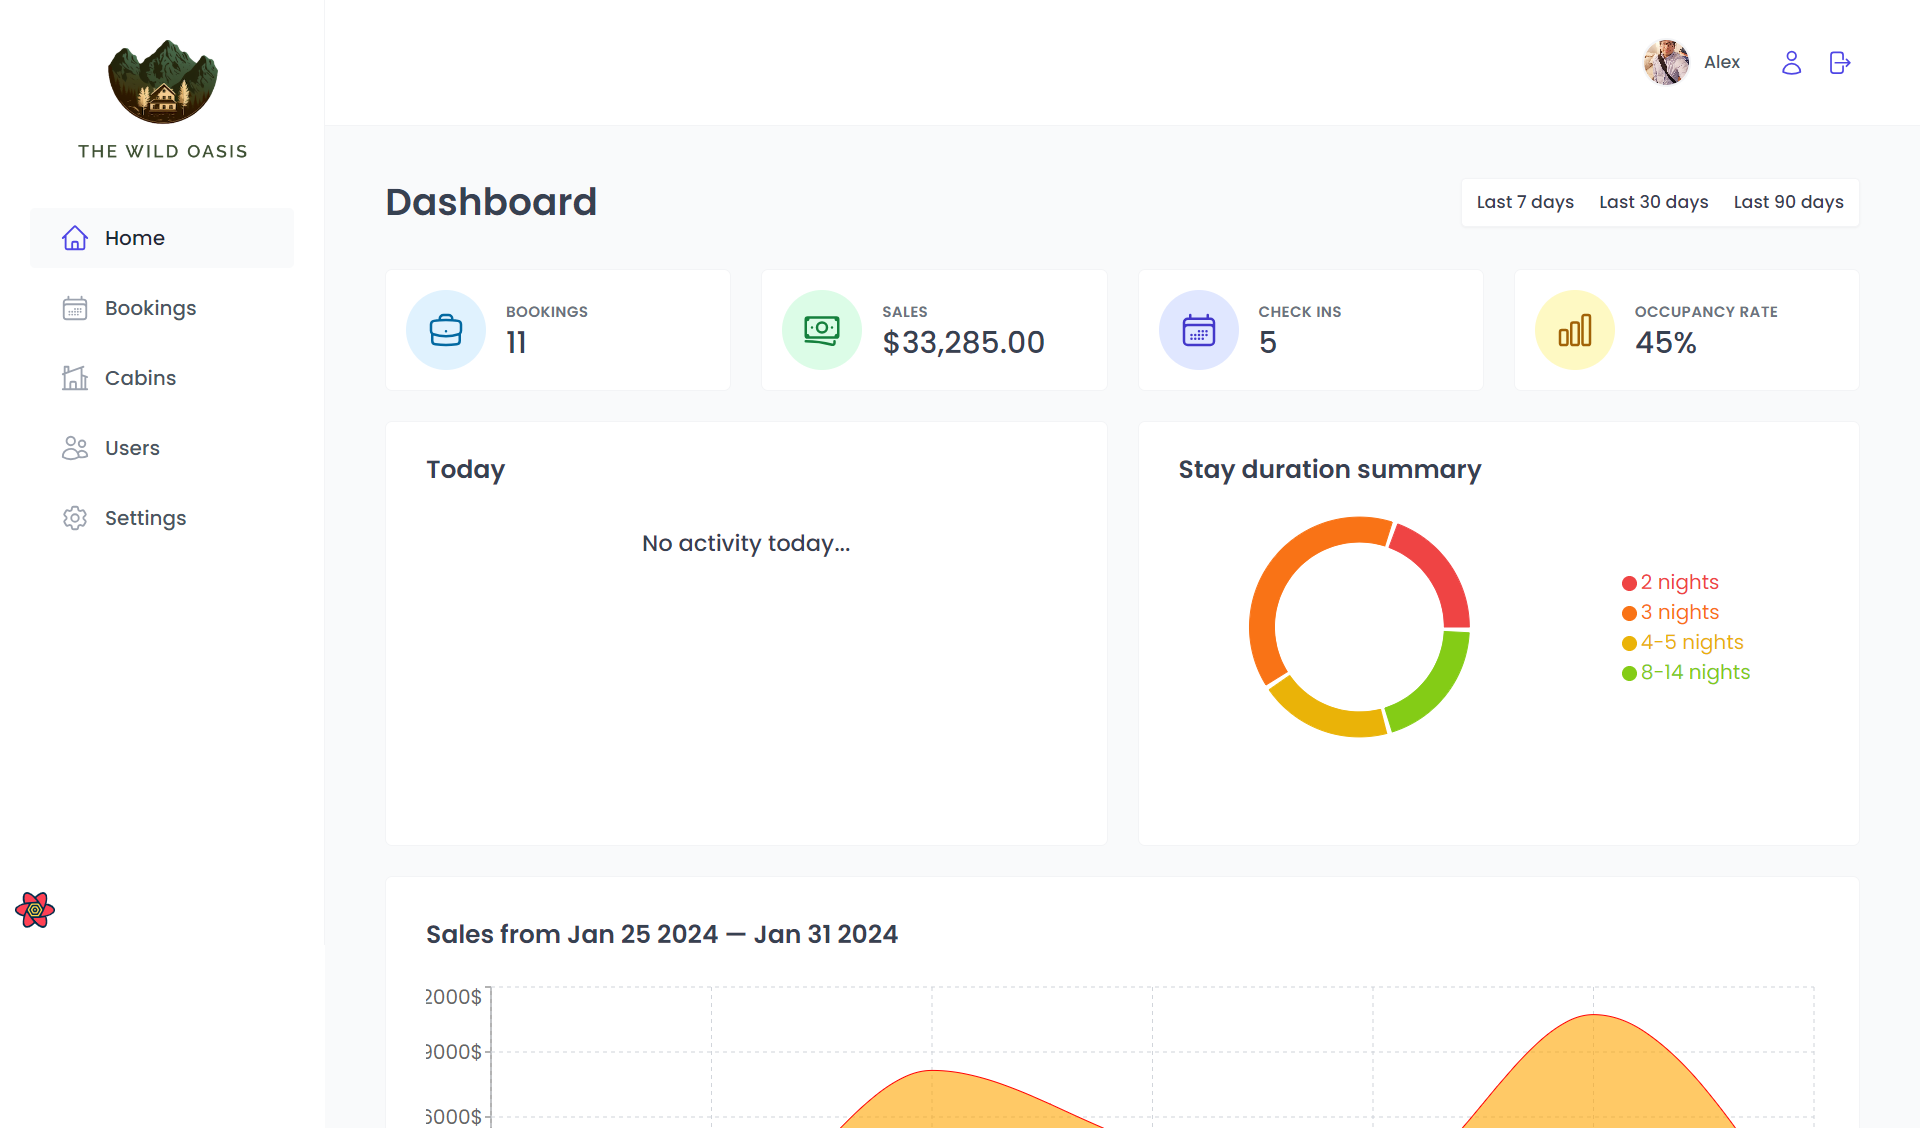 THE WILD OASIS
Alex
Home
Bookings
Cabins
Users
Settings
Dashboard
Last 7 days Last 30 days Last 90 days
BOOKINGS
11
SALES
$33,285.00
CHECK INS
5
OCCUPANCY RATE
45%
Today
No activity today...
Stay duration summary
2 nights
3 nights
4-5 nights
8-14 nights
Sales from Jan 25 2024 — Jan 31 2024
2000$
9000$
6000$